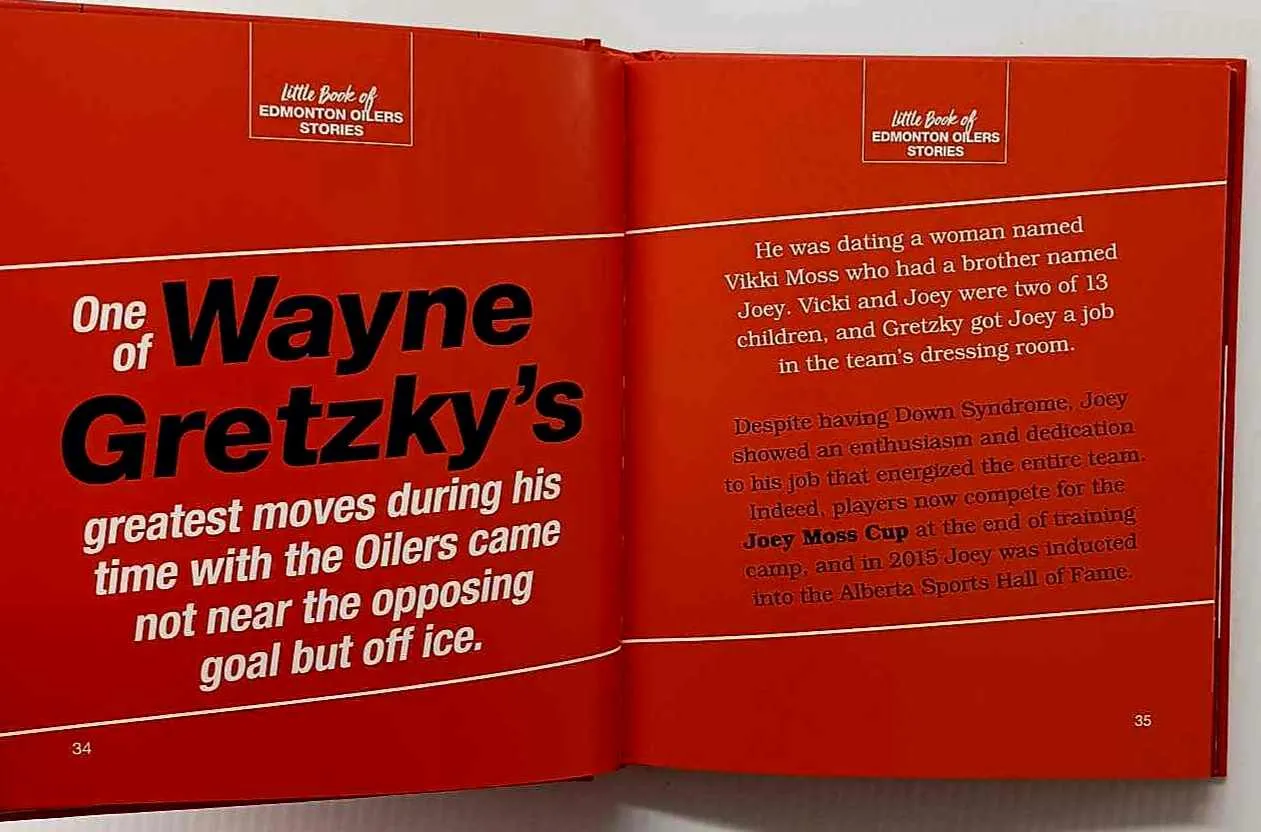 Little Book of
EDMONTON OILERS
STORIES
One
of
Wayne
Gretzky's
greatest moves during his
time with the Oilers came
not near the opposing
goal but off ice.
34
Little Book of
EDMONTON OILERS
STORIES
He was dating a woman named
Vikki Moss who had a brother named
Joey. Vicki and Joey were two of 13
children, and Gretzky got Joey a job
in the team's dressing room.
Despite having Down Syndrome, Joey
showed an enthusiasm and dedication
to his job that energized the entire team.
Indeed, players now compete for the
Joey Moss Cup at the end of training
camp, and in 2015 Joey was inducted
into the Alberta Sports Hall of Fame.
35